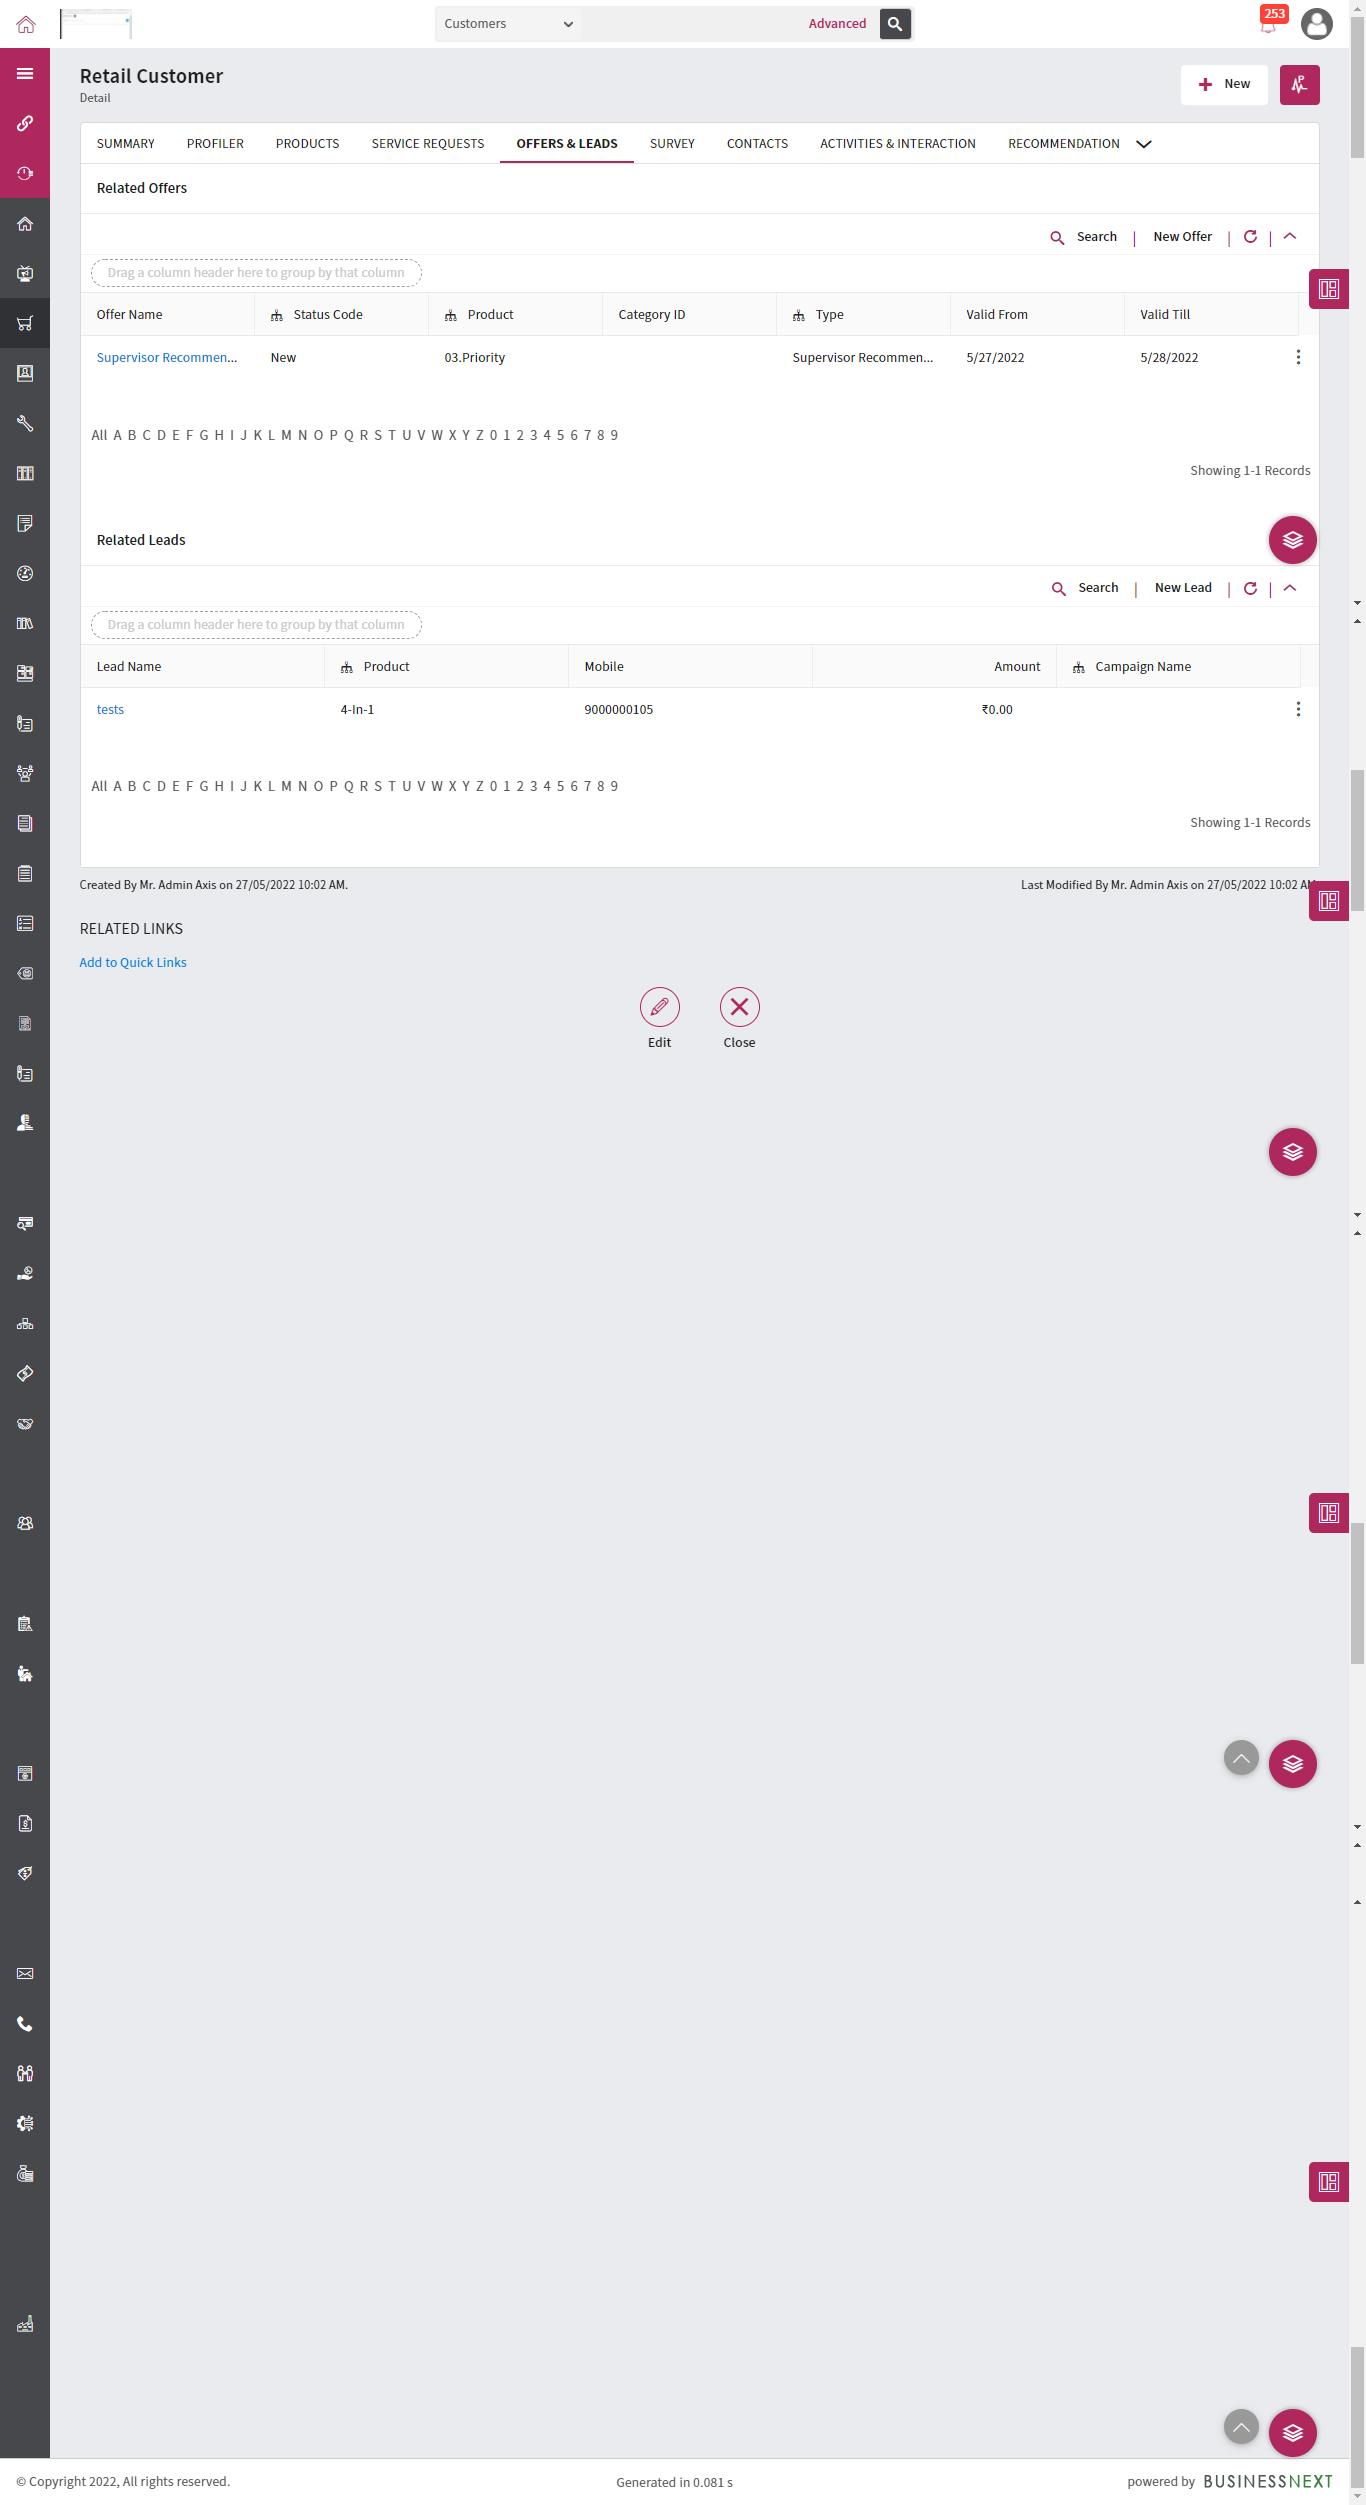 Customers
Advanced
253
Retail Customer
Detail
New
SUMMARY PROFILER PRODUCTS SERVICE REQUESTS OFFERS & LEADS SURVEY CONTACTS ACTIVITIES & INTERACTION RECOMMENDATION
Related Offers
Search | New Offer | |
Drag a column header here to group by that column
Offer Name Status Code Product Category ID Type Valid From Valid Till
Supervisor Recommen... New 03.Priority Supervisor Recommen... 5/27/2022 5/28/2022
All A B C D E F G H I J K L M N O P Q R S T U V W X Y Z 0 1 2 3 4 5 6 7 8 9
Showing 1-1 Records
Related Leads
Search | New Lead | |
Drag a column header here to group by that column
Lead Name Product Mobile Amount Campaign Name
tests 4-In-1 9000000105 ₹0.00
All A B C D E F G H I J K L M N O P Q R S T U V W X Y Z 0 1 2 3 4 5 6 7 8 9
Showing 1-1 Records
Created By Mr. Admin Axis on 27/05/2022 10:02 AM. Last Modified By Mr. Admin Axis on 27/05/2022 10:02 AM
RELATED LINKS
Add to Quick Links
Edit Close
© Copyright 2022, All rights reserved. Generated in 0.081 s powered by BUSINESSNEXT